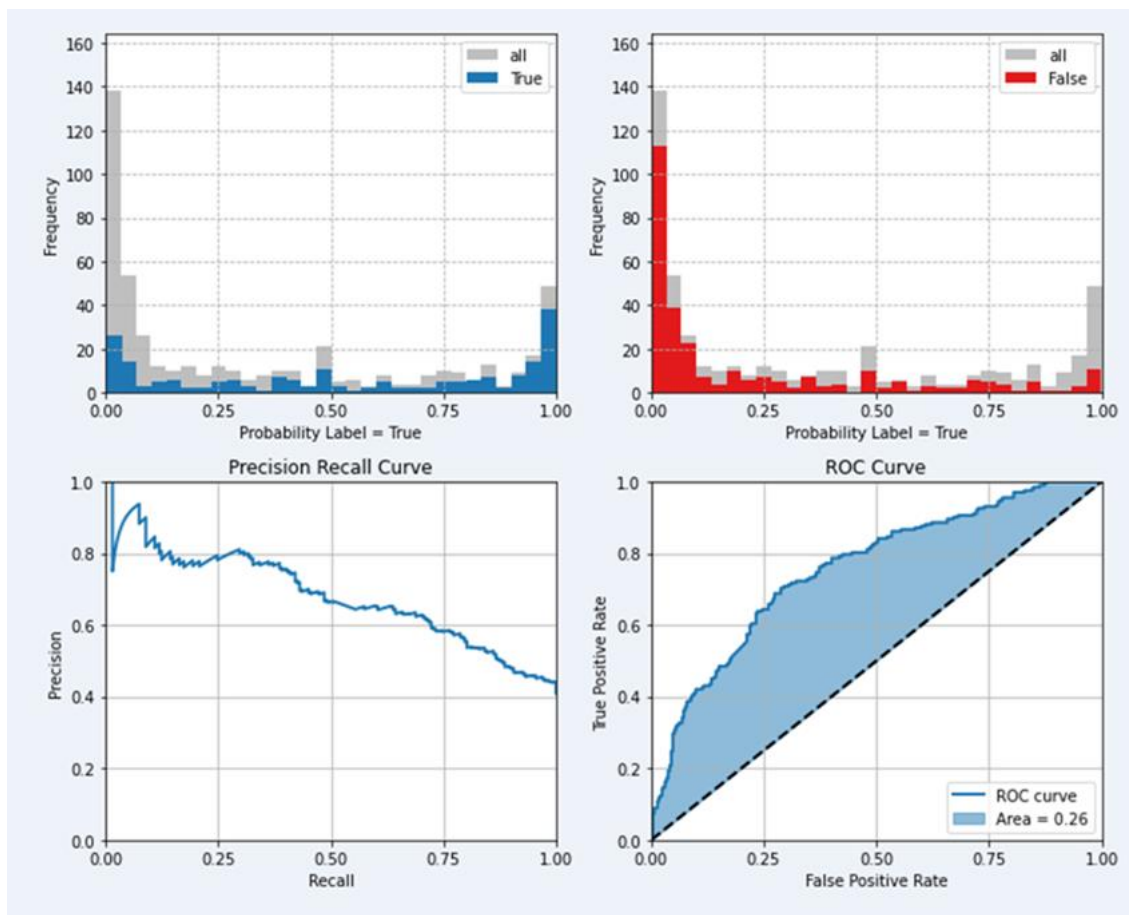 160
140
120
100
80
60
40
20
0
Frequency
all
True
0.00 0.25 0.50 0.75 1.00
Probability Label = True
160
140
120
100
80
60
40
20
0
Frequency
all
False
0.00 0.25 0.50 0.75 1.00
Probability Label = True
Precision Recall Curve
1.0
0.8
0.6
0.4
0.2
0.0
Precision
0.00 0.25 0.50 0.75 1.00
Recall
ROC Curve
1.0
0.8
0.6
0.4
0.2
0.0
True Positive Rate
ROC curve
Area = 0.26
0.00 0.25 0.50 0.75 1.00
False Positive Rate